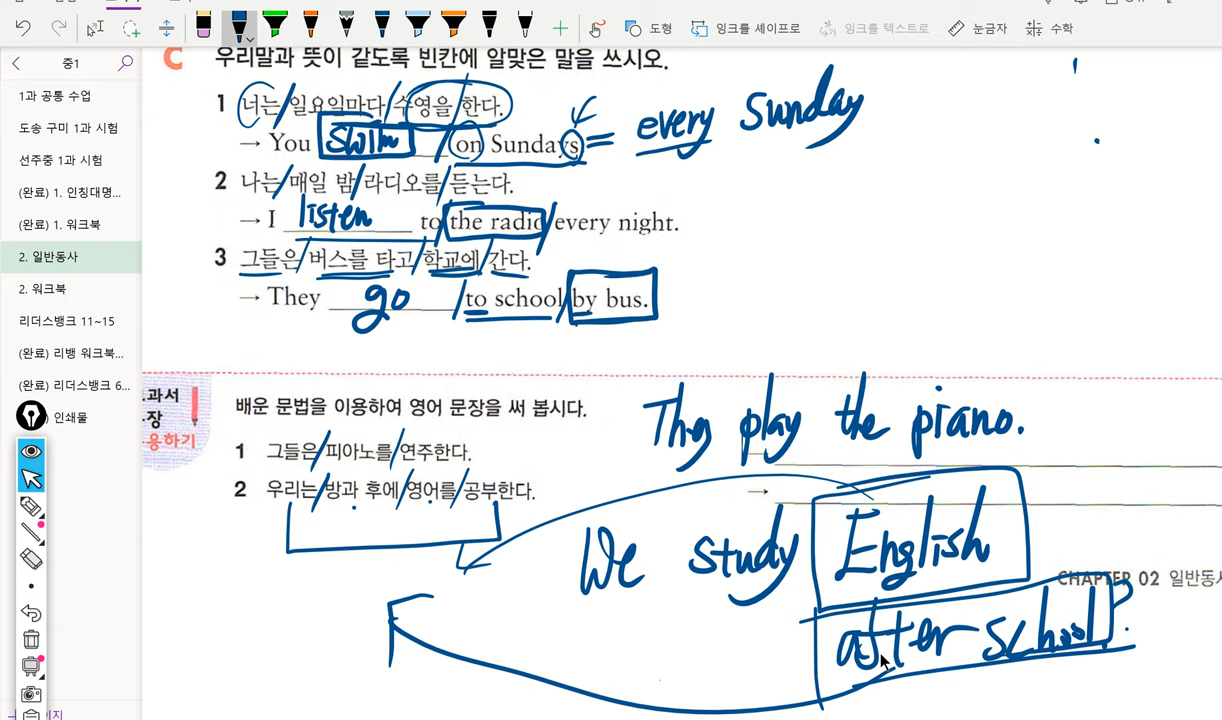 도형 잉크를 셰이프로 잉크를 텍스트로 눈금자 수학
중1
1과 공통 수업
도송 구미 1과 시험
선주중 1과 시험
(완료) 1. 인칭대명...
(완료) 1. 워크북
2. 일반동사
2. 워크북
리더스뱅크 11~15
(완료) 리뱅 워크북...
(완료) 리더스뱅크 6...
인쇄물
C 우리말과 뜻이 같도록 빈칸에 알맞은 말을 쓰시오.
1 너는/일요일마다/수영을/한다.
→ You swim / on Sundays = every Sunday
2 나는/매일 밤/라디오를/듣는다.
→ I listen to/the radio/every night.
3 그들은/버스를 타고/학교에/간다.
→ They go / to school/by bus.
과서
장
용하기
배운 문법을 이용하여 영어 문장을 써 봅시다.
1 그들은/피아노를/연주한다.
They play the piano.
2 우리는/방과 후에/영어를/공부한다.
→
We study English
after school.
CHAPTER 02 일반동사